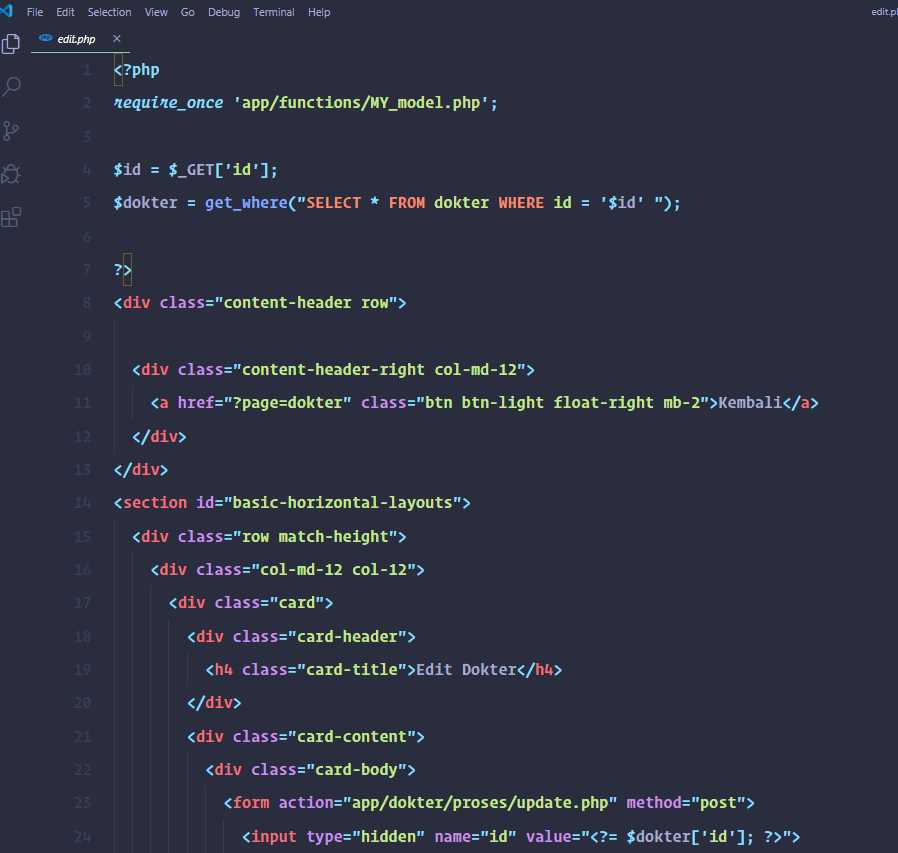 File Edit Selection View Go Debug Terminal Help edit.ph
edit.php ×
1 <?php
2 require_once 'app/functions/MY_model.php';
3
4 $id = $_GET['id'];
5 $dokter = get_where("SELECT * FROM dokter WHERE id = '$id' ");
6
7 ?>
8 <div class="content-header row">
9
10 <div class="content-header-right col-md-12">
11 <a href="?page=dokter" class="btn btn-light float-right mb-2">Kembali</a>
12 </div>
13 </div>
14 <section id="basic-horizontal-layouts">
15 <div class="row match-height">
16 <div class="col-md-12 col-12">
17 <div class="card">
18 <div class="card-header">
19 <h4 class="card-title">Edit Dokter</h4>
20 </div>
21 <div class="card-content">
22 <div class="card-body">
23 <form action="app/dokter/proses/update.php" method="post">
24 <input type="hidden" name="id" value="<?= $dokter['id']; ?>">